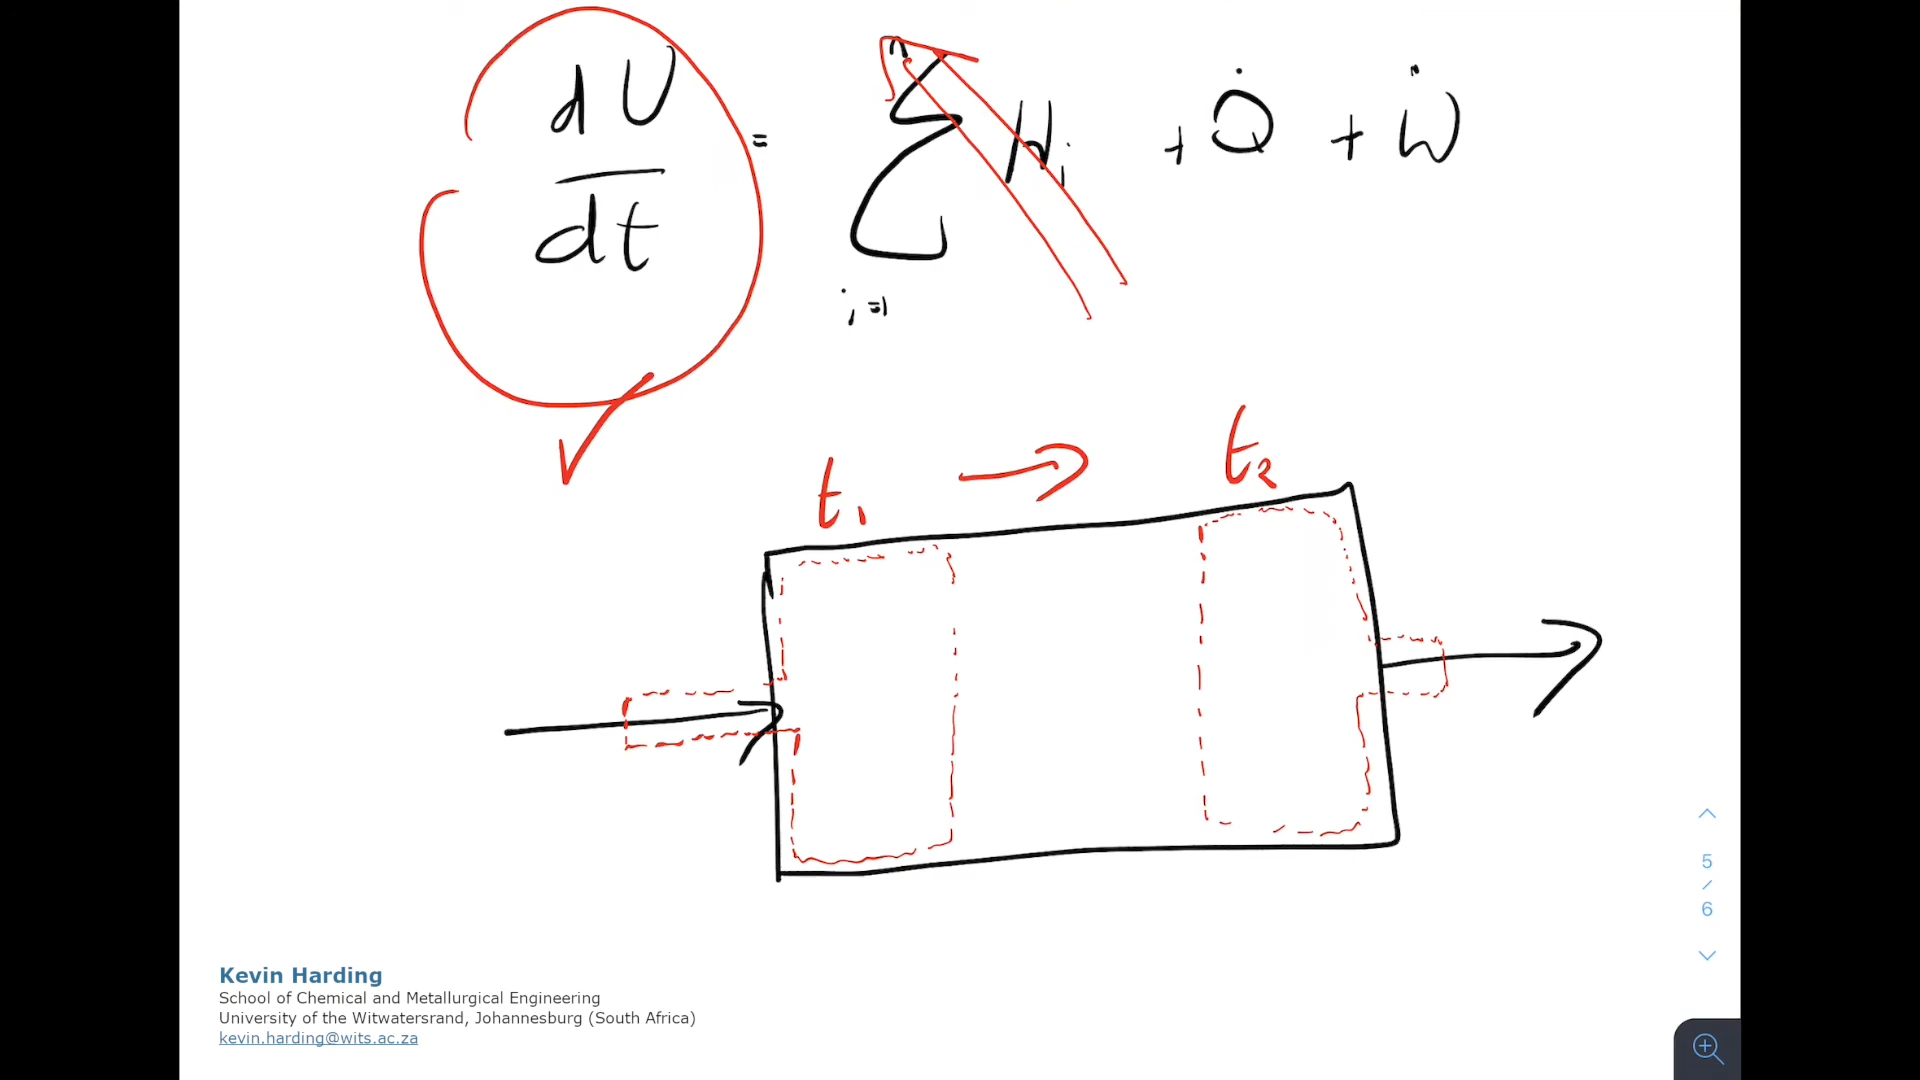 dU/dt = n Σ i=1 Hi + Q̇ + Ẇ
t₁ → t₂
5
/
6
Kevin Harding
School of Chemical and Metallurgical Engineering
University of the Witwatersrand, Johannesburg (South Africa)
kevin.harding@wits.ac.za